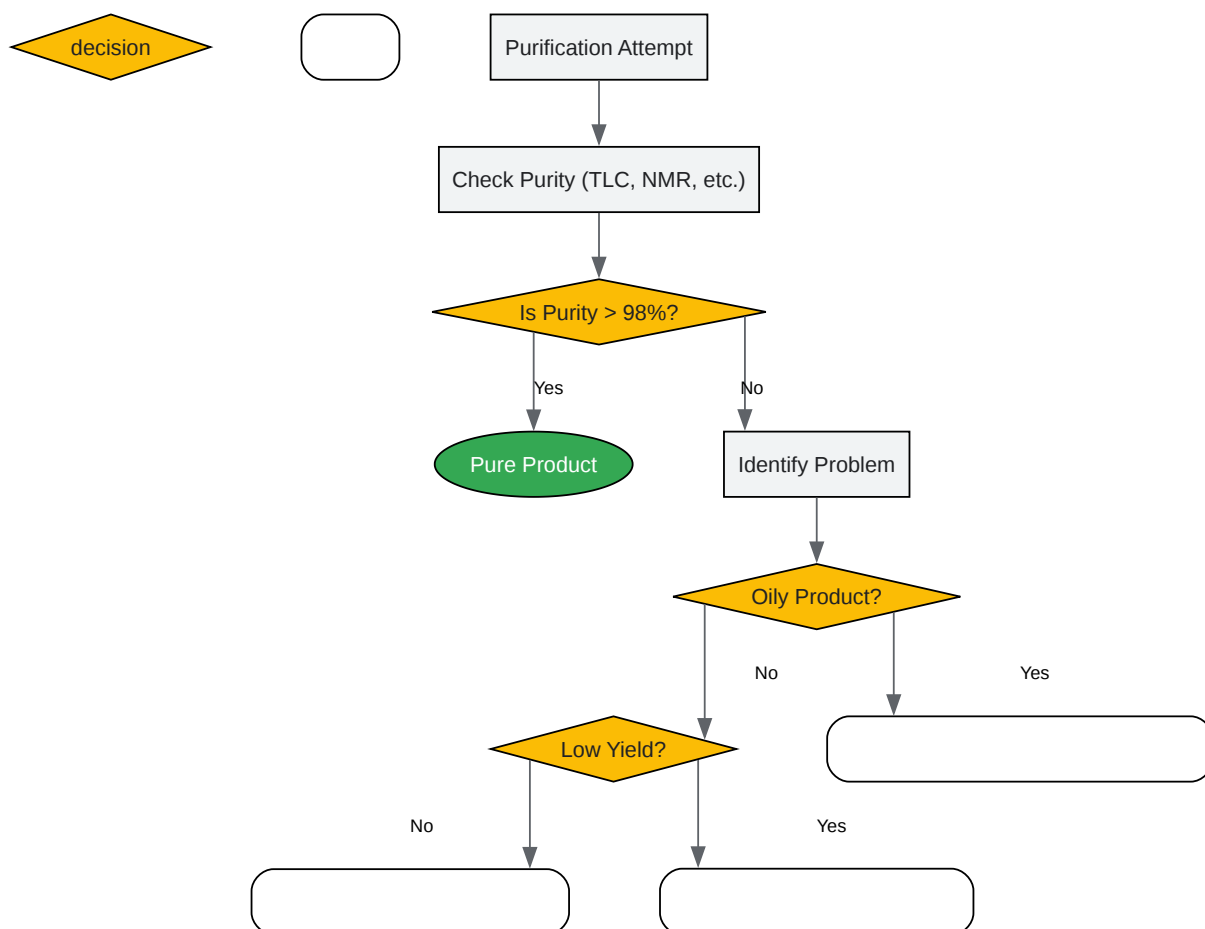 decision
Purification Attempt
Check Purity (TLC, NMR, etc.)
Is Purity > 98%?
Yes
No
Pure Product
Identify Problem
Oily Product?
No
Yes
Low Yield?
No
Yes